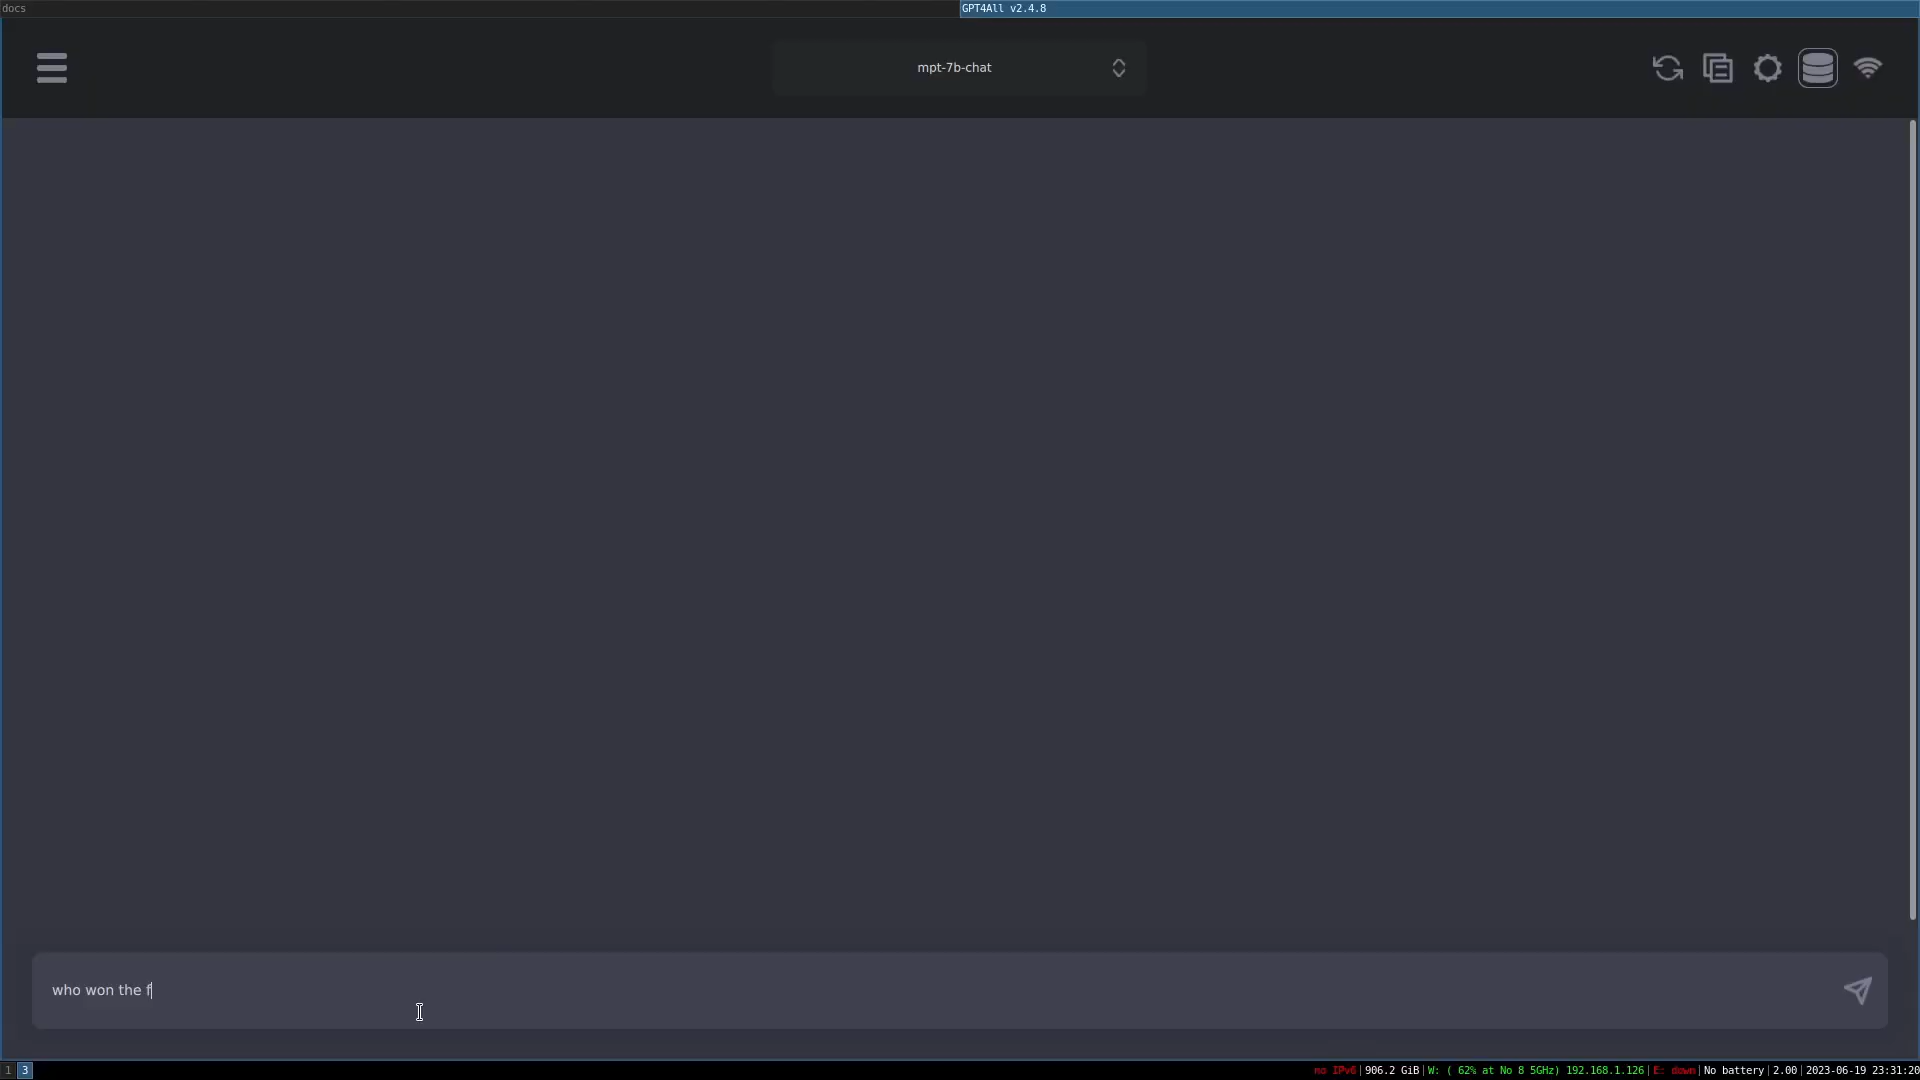 docs
GPT4All v2.4.8
mpt-7b-chat
who won the f
1 3
no IPv6|906.2 GiB|W: ( 62% at No 8 5GHz) 192.168.1.126|E: down|No battery|2.00|2023-06-19 23:31:20